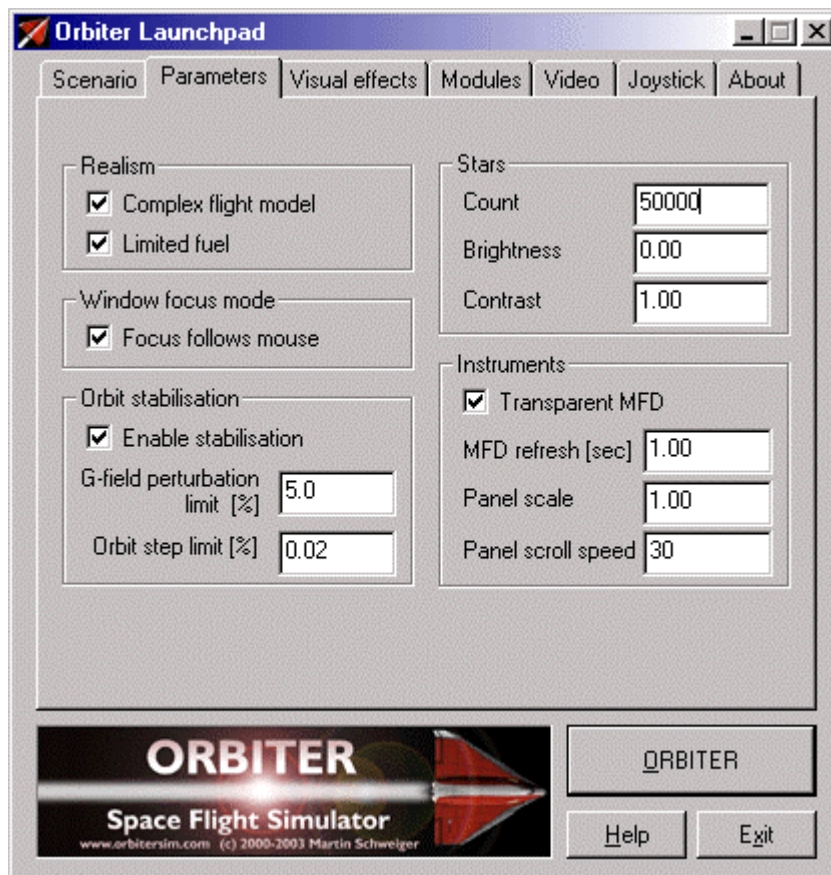 Orbiter Launchpad
Scenario Parameters Visual effects Modules Video Joystick About
Realism
Complex flight model
Limited fuel
Window focus mode
Focus follows mouse
Orbit stabilisation
Enable stabilisation
G-field perturbation
limit [%]
5.0
Orbit step limit [%] 0.02
Stars
Count 50000
Brightness 0.00
Contrast 1.00
Instruments
Transparent MFD
MFD refresh [sec] 1.00
Panel scale 1.00
Panel scroll speed 30
ORBITER
Space Flight Simulator
www.orbitersim.com (c) 2000-2003 Martin Schweiger
ORBITER
Help Exit